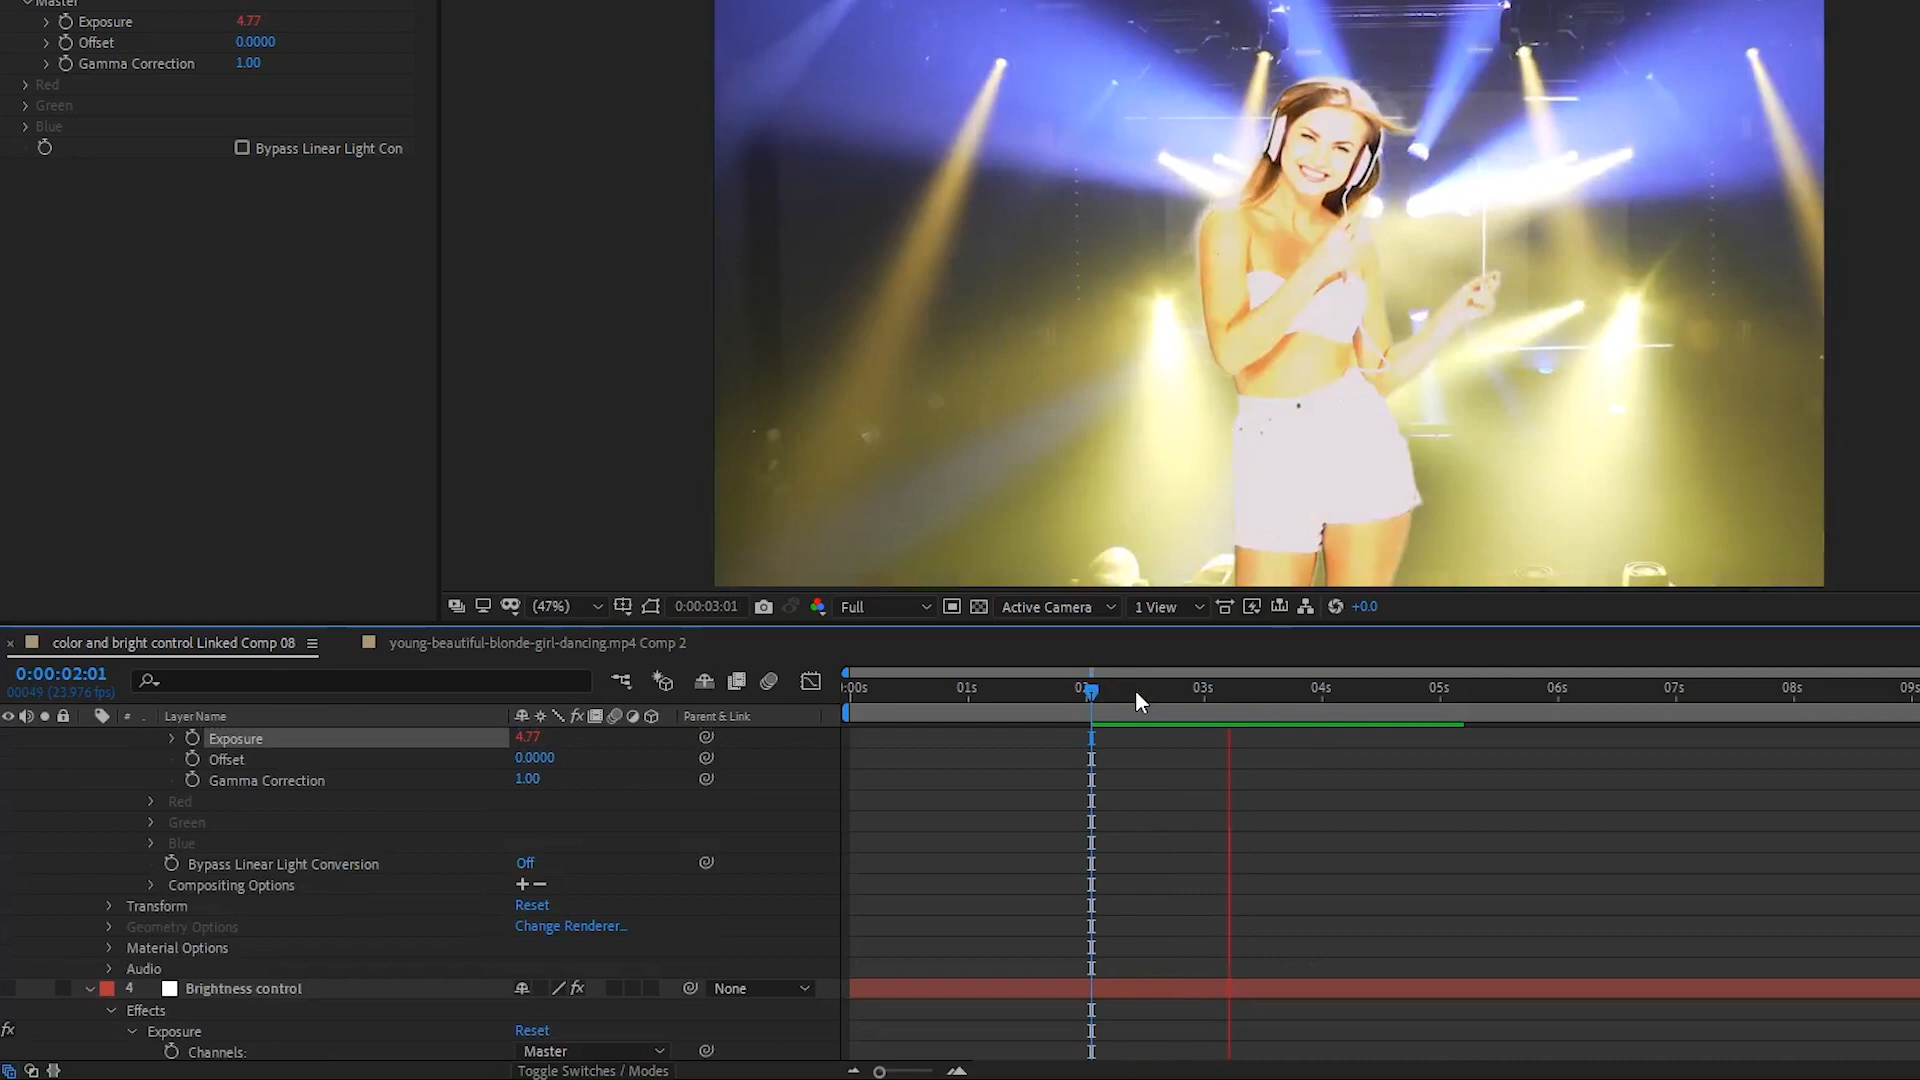 Master
Exposure 4.77
Offset 0.0000
Gamma Correction 1.00
Red
Green
Blue
Bypass Linear Light Con
(47%) 0:00:03:01 Full Active Camera 1 View +0.0
color and bright control Linked Comp 08 young-beautiful-blonde-girl-dancing.mp4 Comp 2
0:00:02:01
00049 (23.976 fps)
:00s 01s 03s 04s 05s 06s 07s 08s 09s
# Layer Name fx Parent & Link
Exposure 4.77
Offset 0.0000
Gamma Correction 1.00
Red
Green
Blue
Bypass Linear Light Conversion Off
Compositing Options
Transform Reset
Geometry Options Change Renderer...
Material Options
Audio
4 Brightness control fx None
Effects
fx Exposure Reset
Channels: Master
Toggle Switches / Modes